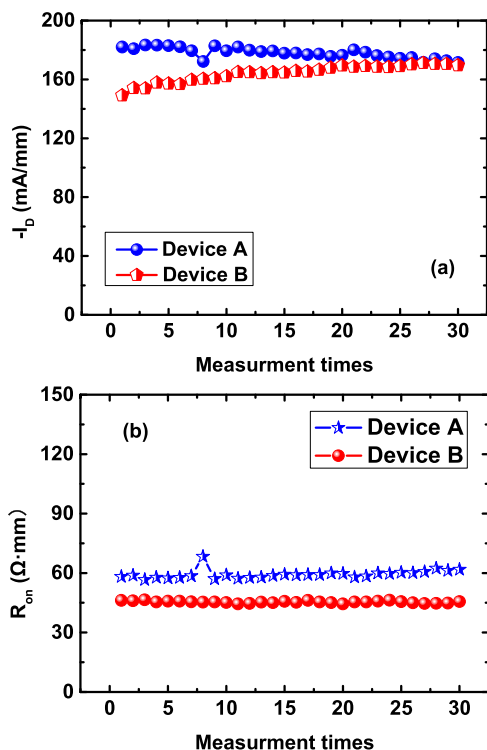 200
160
120
80
40
0
-I_D (mA/mm)
Device A
Device B
(a)
0 5 10 15 20 25 30
Measurment times
150
120
90
60
30
0
R_on (Ω·mm)
(b)
Device A
Device B
0 5 10 15 20 25 30
Measurment times